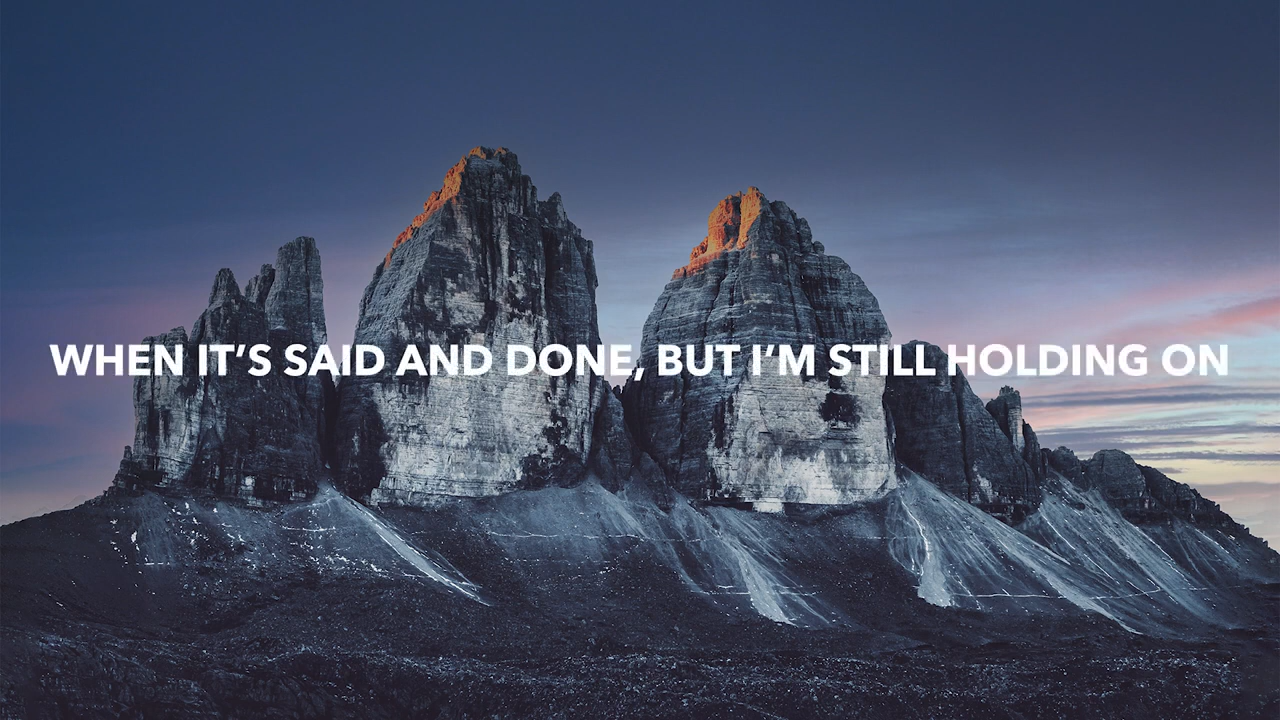 WHEN IT’S SAID AND DONE, BUT I’M STILL HOLDING ON